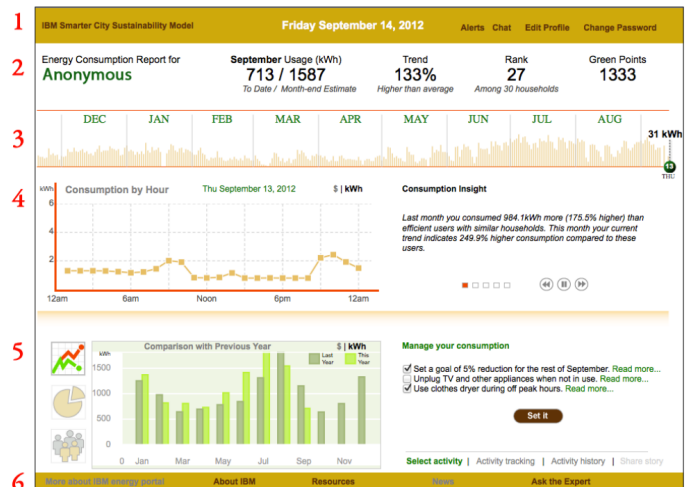 1
IBM Smarter City Sustainability Model
Friday September 14, 2012
Alerts Chat Edit Profile Change Password
2
Energy Consumption Report for
Anonymous
September Usage (kWh)
713 / 1587
To Date / Month-end Estimate
Trend
133%
Higher than average
Rank
27
Among 30 households
Green Points
1333
3
DEC JAN FEB MAR APR MAY JUN JUL AUG
31 kWh
13
THU
4
kWh
Consumption by Hour
Thu September 13, 2012
$ | kWh
6
4
2
12am 6am Noon 6pm 12am
Consumption Insight
Last month you consumed 984.1kWh more (175.5% higher) than
efficient users with similar households. This month your current
trend indicates 249.9% higher consumption compared to these
users.
5
Comparison with Previous Year
$ | kWh
kWh
Last Year
This Year
1500
1000
500
0
0 Jan Mar May Jul Sep Nov
Manage your consumption
Set a goal of 5% reduction for the rest of September. Read more...
Unplug TV and other appliances when not in use. Read more...
Use clothes dryer during off peak hours. Read more...
Set it
Select activity | Activity tracking | Activity history | Share story
6
More about IBM energy portal About IBM Resources News Ask the Expert